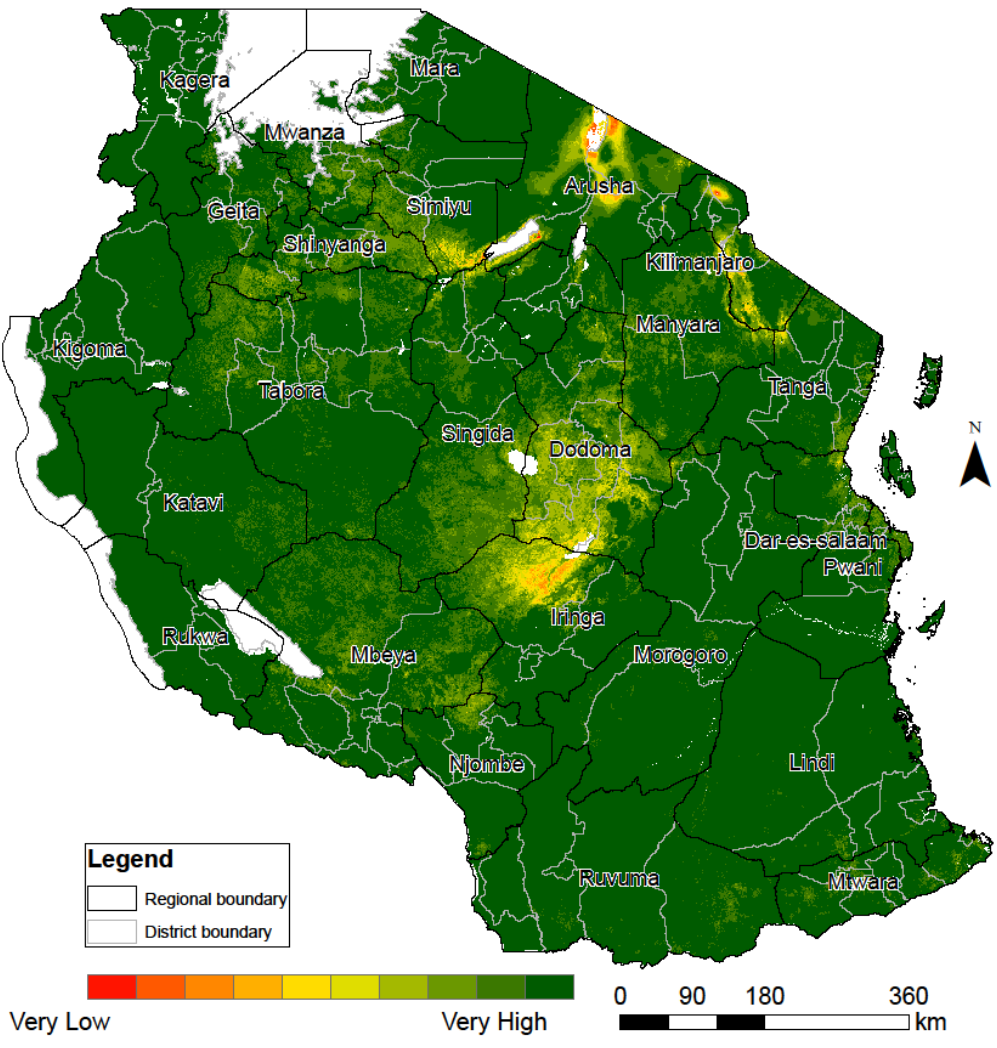 Kagera
Mara
Mwanza
Arusha
Geita
Simiyu
Shinyanga
Kilimanjaro
Manyara
Kigoma
Tabora
Tanga
Singida
Dodoma
N
Katavi
Dar-es-salaam
Pwani
Iringa
Rukwa
Mbeya
Morogoro
Njombe
Lindi
Ruvuma
Mtwara
Legend
Regional boundary
District boundary
Very Low
Very High
0 90 180 360
km